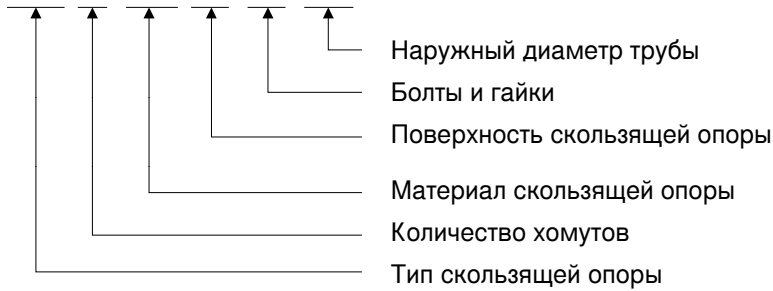 Наружный диаметр трубы
Болты и гайки
Поверхность скользящей опоры
Материал скользящей опоры
Количество хомутов
Тип скользящей опоры